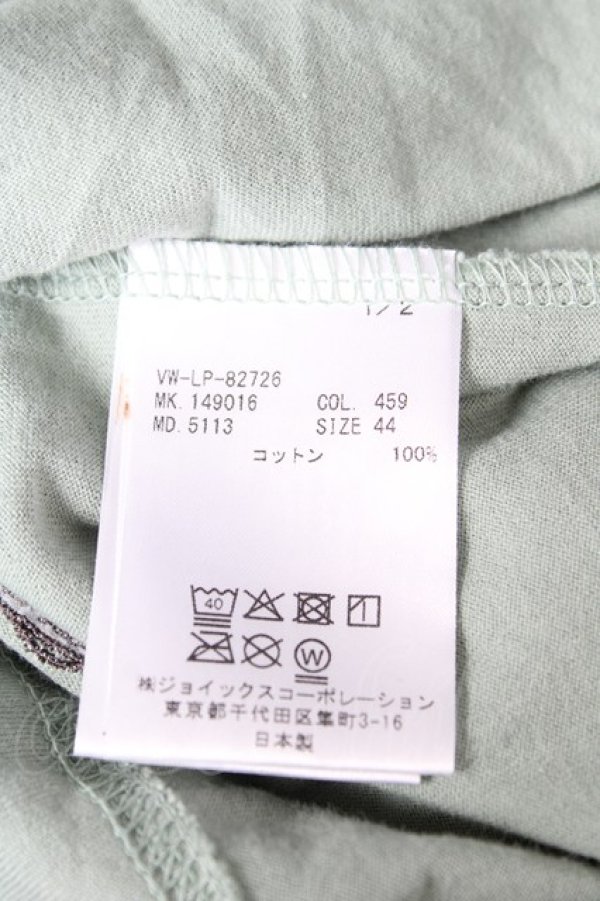 1/2
VW-LP-82726
MK. 149016 COL. 459
MD. 5113 SIZE 44
コットン 100%
40
W
株ジョイックスコーポレーション
東京都千代田区隼町3-16
日本製